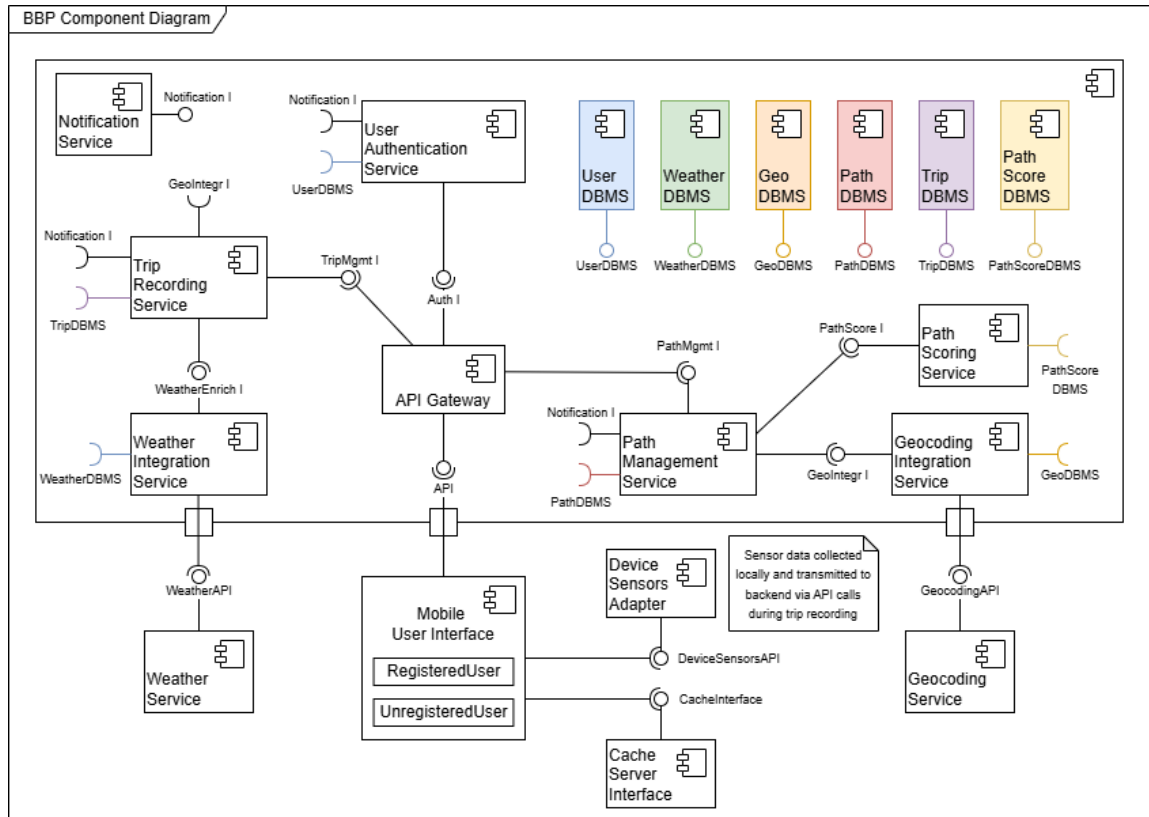 BBP Component Diagram
Notification
Service
Notification I
Notification I
UserDBMS
User
Authentication
Service
User
DBMS
UserDBMS
Weather
DBMS
WeatherDBMS
Geo
DBMS
GeoDBMS
Path
DBMS
PathDBMS
Trip
DBMS
TripDBMS
Path
Score
DBMS
PathScoreDBMS
GeoIntegr I
Notification I
TripDBMS
Trip
Recording
Service
TripMgmt I
Auth I
WeatherEnrich I
API Gateway
PathMgmt I
PathScore I
Path
Scoring
Service
PathScore
DBMS
Weather
Integration
Service
WeatherDBMS
API
Notification I
PathDBMS
Path
Management
Service
GeoIntegr I
Geocoding
Integration
Service
GeoDBMS
WeatherAPI
Weather
Service
Mobile
User Interface
RegisteredUser
UnregisteredUser
Device
Sensors
Adapter
DeviceSensorsAPI
CacheInterface
Cache
Server
Interface
Sensor data collected
locally and transmitted to
backend via API calls
during trip recording
GeocodingAPI
Geocoding
Service